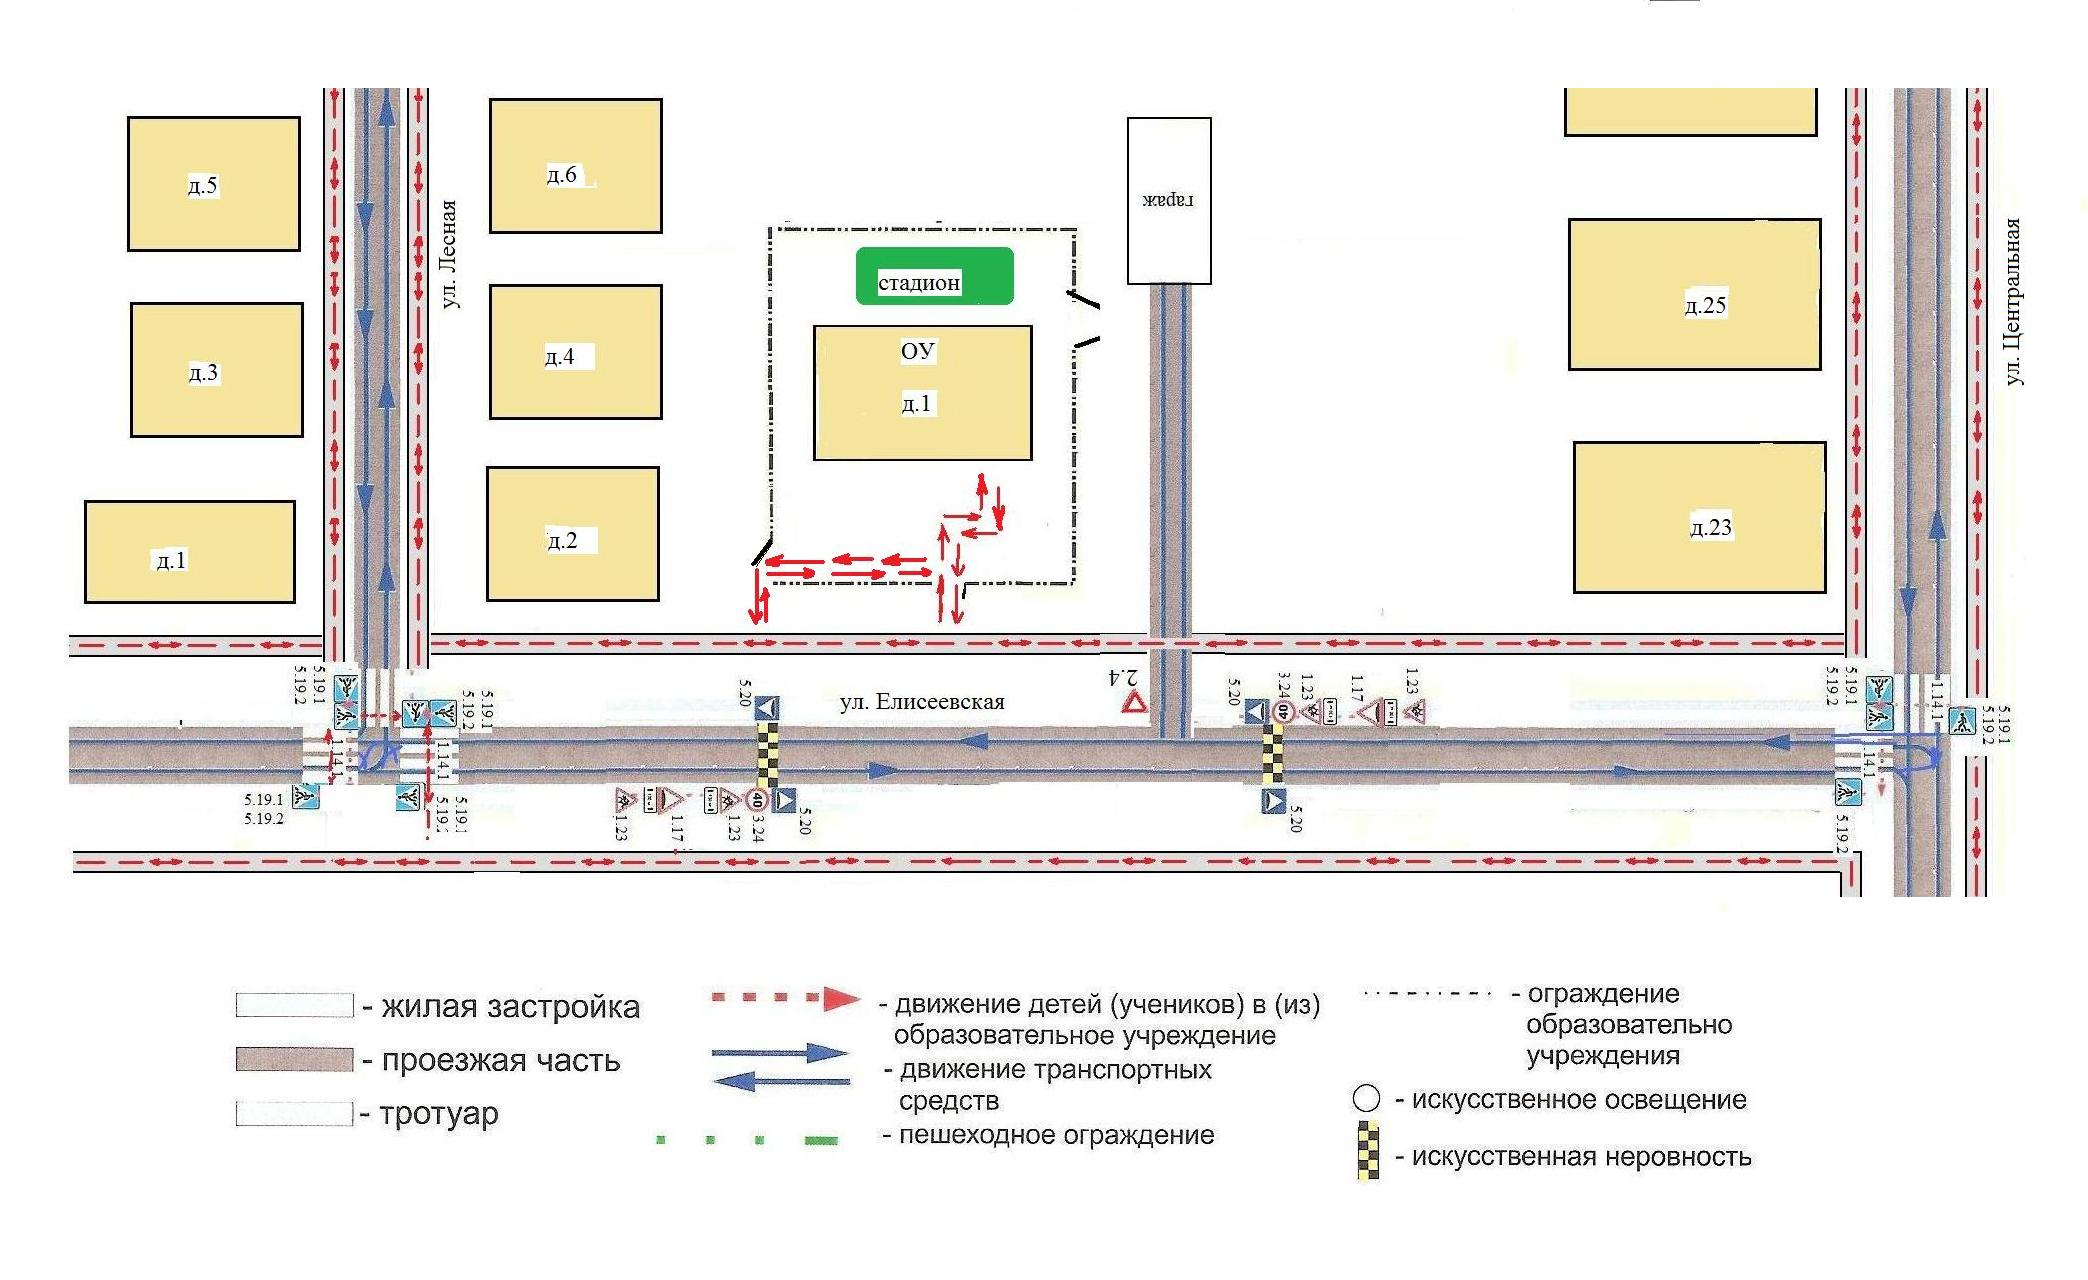 д.5
д.6
гараж
ул. Лесная
ул. Центральная
стадион
д.25
д.3
д.4
ОУ
д.1
д.23
д.1
д.2
5.19.1
5.19.2
5.19.1
5.19.2
5.20
ул. Елисеевская
2.4
5.20
3.24
40
1.23
1.17
1.23
5.19.1
5.19.2
1.14.1
5.19.1
5.19.2
1.14.1
1.14.1
14.1
5.19.1
5.19.2
5.19.1
1.23
1.17
1.23
40
3.24
5.20
5.20
5.19.2
- жилая застройка
- проезжая часть
- тротуар
- движение детей (учеников) в (из)
образовательное учреждение
- движение транспортных
средств
- пешеходное ограждение
- ограждение
образовательно
учреждения
- искусственное освещение
- искусственная неровность